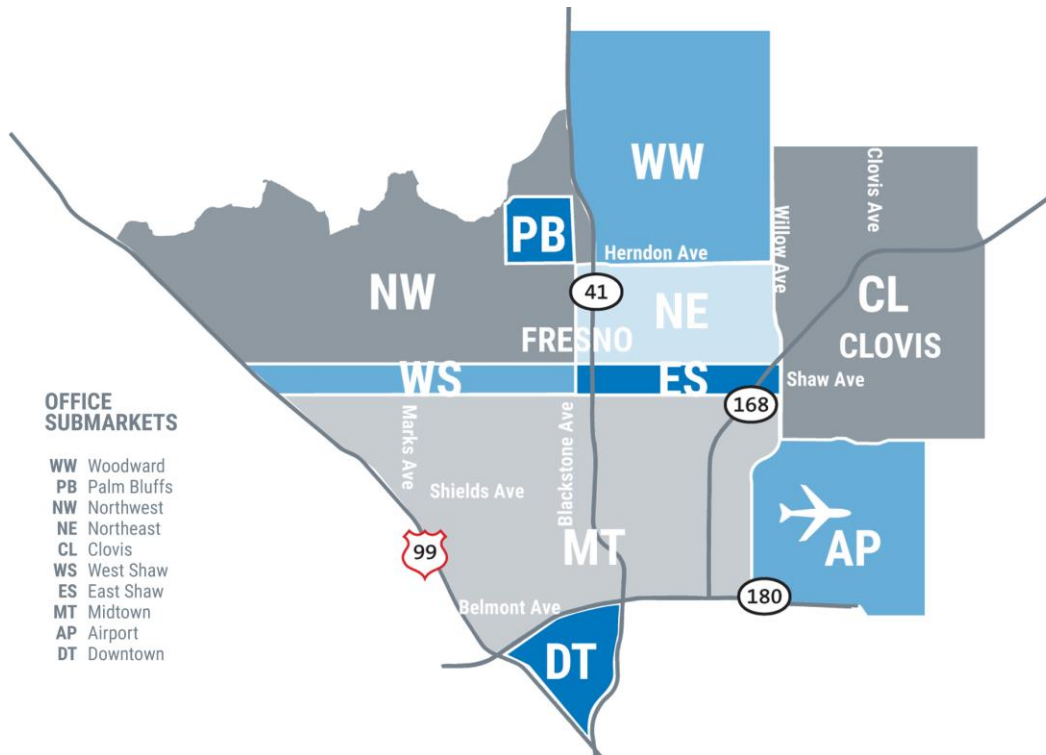 WW
Clovis Ave
PB
Willow Ave
Herndon Ave
NW
41
NE
CL
FRESNO
CLOVIS
WS
ES
Shaw Ave
168
OFFICE
SUBMARKETS
Marks Ave
Blackstone Ave
Shields Ave
WW Woodward
PB Palm Bluffs
NW Northwest
NE Northeast
CL Clovis
WS West Shaw
ES East Shaw
MT Midtown
AP Airport
DT Downtown
99
MT
AP
180
Belmont Ave
DT